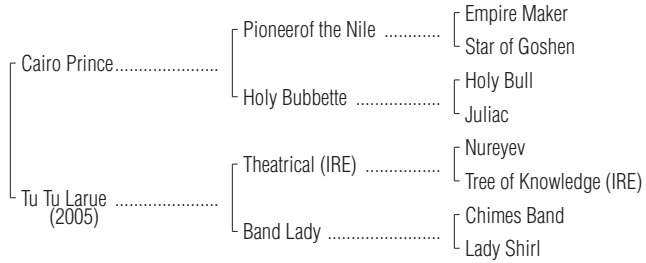 Empire Maker
Pioneerof the Nile ............
Star of Goshen
Cairo Prince......................
Holy Bull
Holy Bubbette ..................
Juliac
Nureyev
Theatrical (IRE) ................
Tree of Knowledge (IRE)
Tu Tu Larue ......................
(2005)
Chimes Band
Band Lady ........................
Lady Shirl